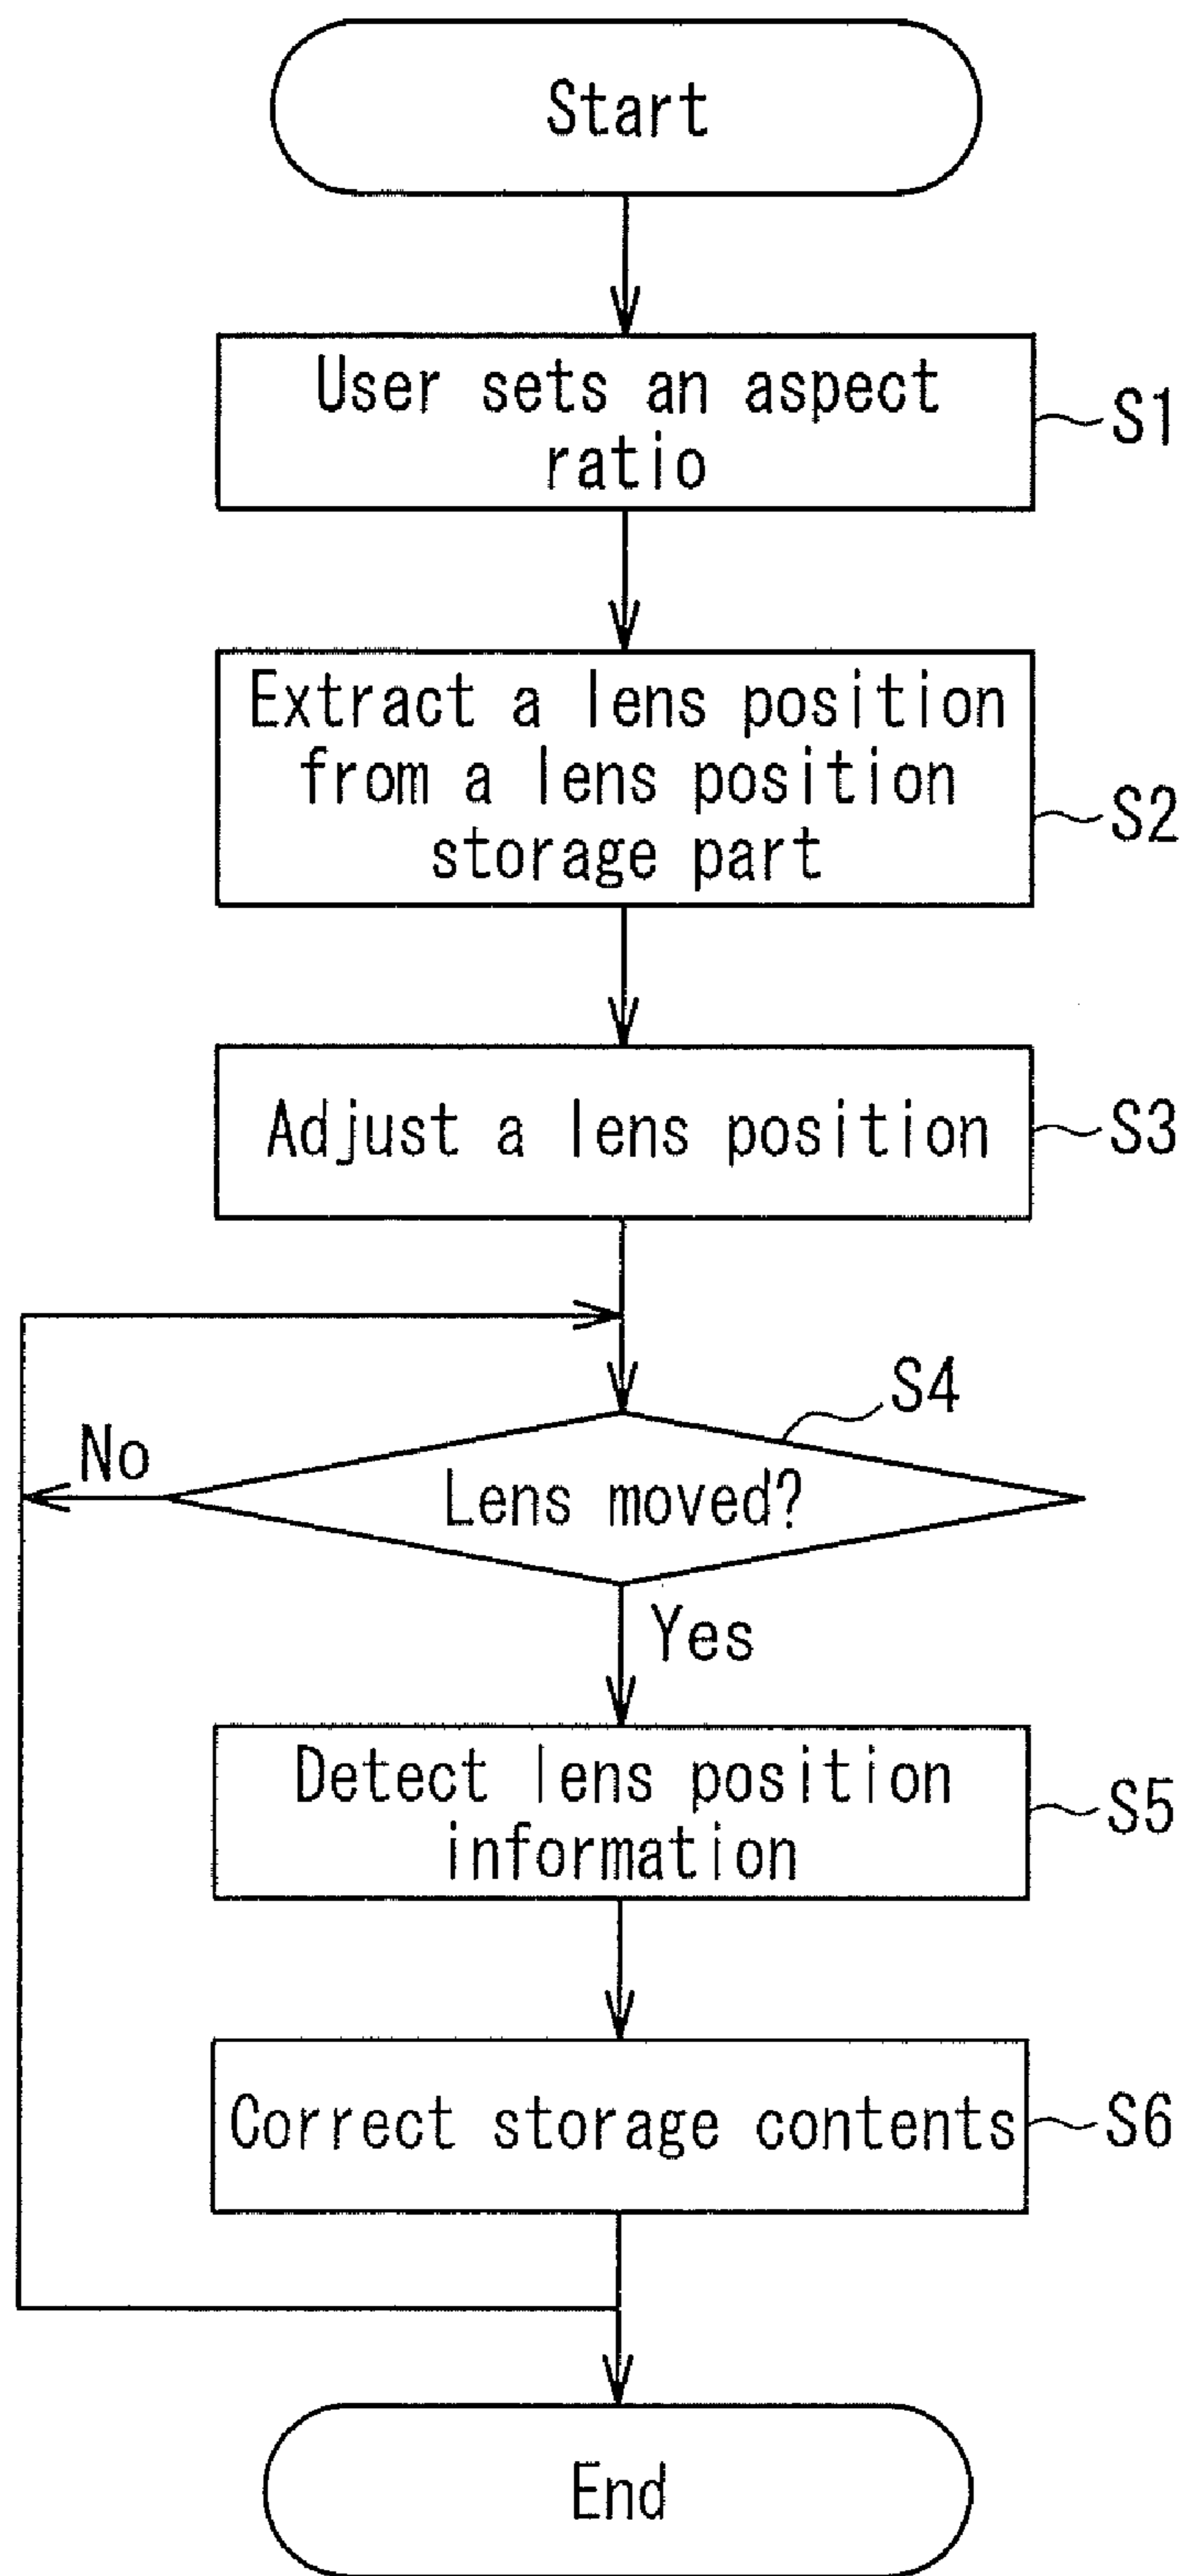 Start
User sets an aspect
ratio
S1
Extract a lens position
from a lens position
storage part
S2
Adjust a lens position
S3
S4
No
Lens moved?
Yes
Detect lens position
information
S5
Correct storage contents
S6
End